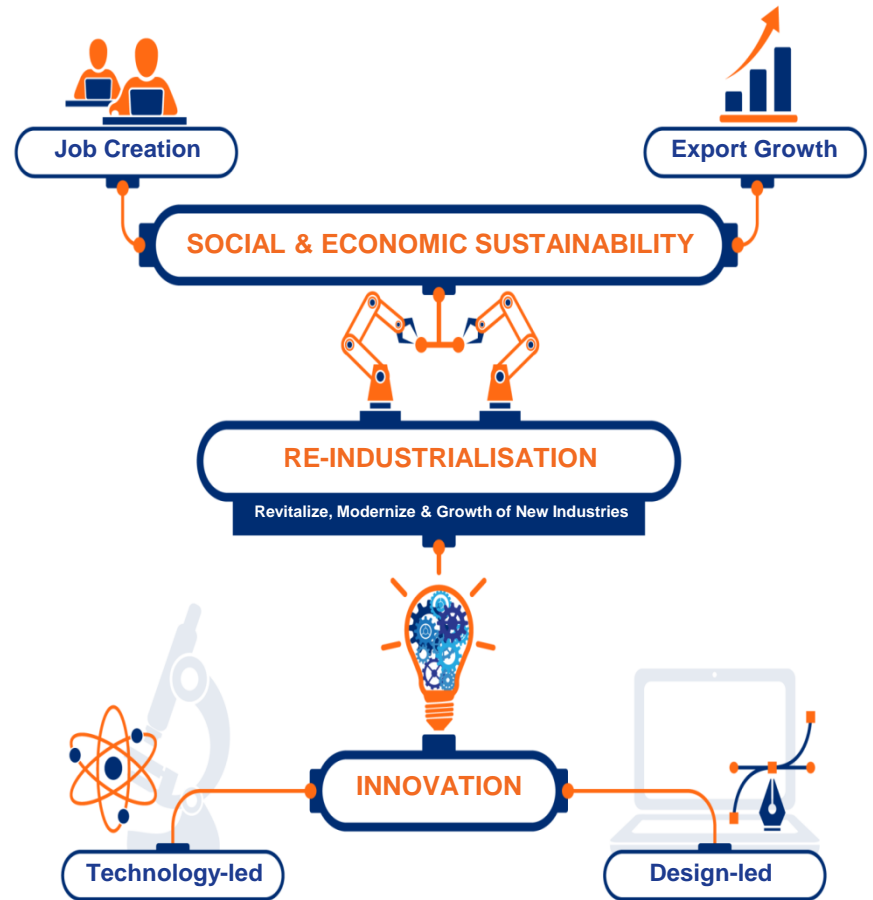 Job Creation
Export Growth
SOCIAL & ECONOMIC SUSTAINABILITY
RE-INDUSTRIALISATION
Revitalize, Modernize & Growth of New Industries
INNOVATION
Technology-led
Design-led